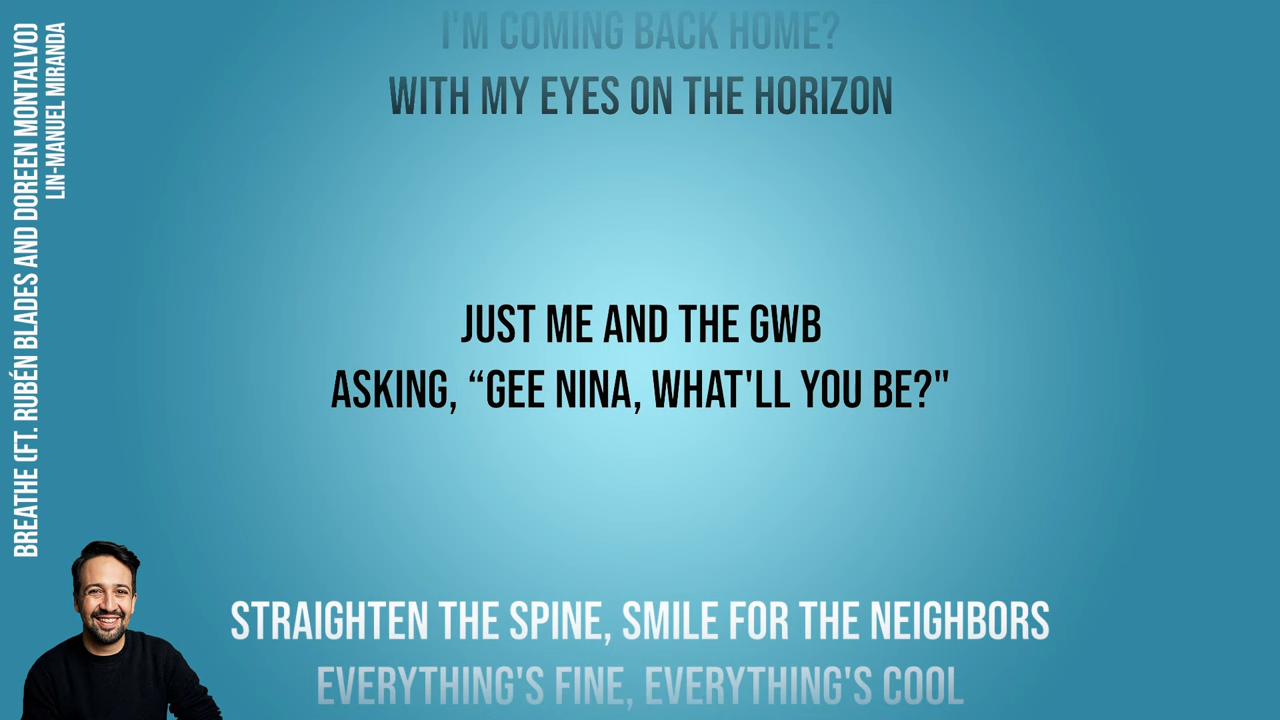 BREATHE (FT. RUBÉN BLADES AND DOREEN MONTALVO)
LIN-MANUEL MIRANDA
I'M COMING BACK HOME?
WITH MY EYES ON THE HORIZON
JUST ME AND THE GWB
ASKING, “GEE NINA, WHAT'LL YOU BE?"
STRAIGHTEN THE SPINE, SMILE FOR THE NEIGHBORS
EVERYTHING'S FINE, EVERYTHING'S COOL